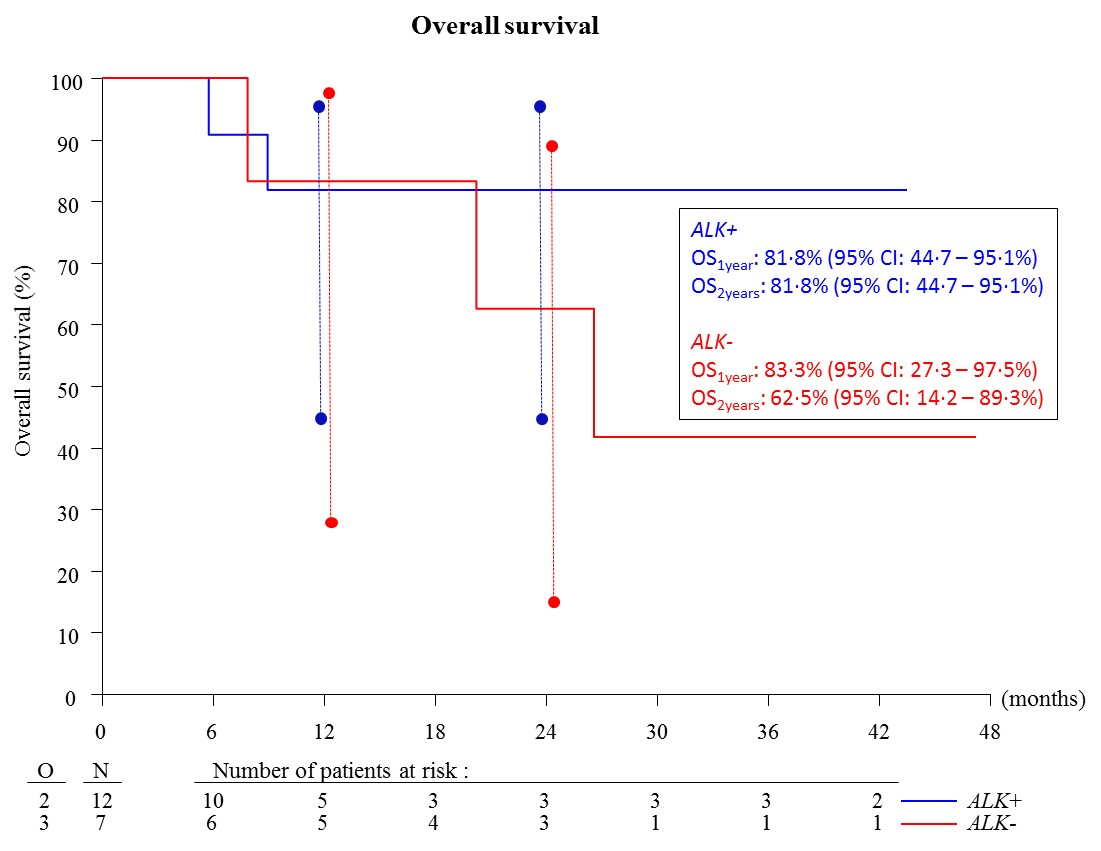 Overall survival
100
90
80
70
60
50
40
30
20
10
0
Overall survival (%)
ALK+
OS1year: 81·8% (95% CI: 44·7 – 95·1%)
OS2years: 81·8% (95% CI: 44·7 – 95·1%)
ALK-
OS1year: 83·3% (95% CI: 27·3 – 97·5%)
OS2years: 62·5% (95% CI: 14·2 – 89·3%)
(months)
0 6 12 18 24 30 36 42 48
O N Number of patients at risk :
2 12 10 5 3 3 3 3 2 ALK+
3 7 6 5 4 3 1 1 1 ALK-